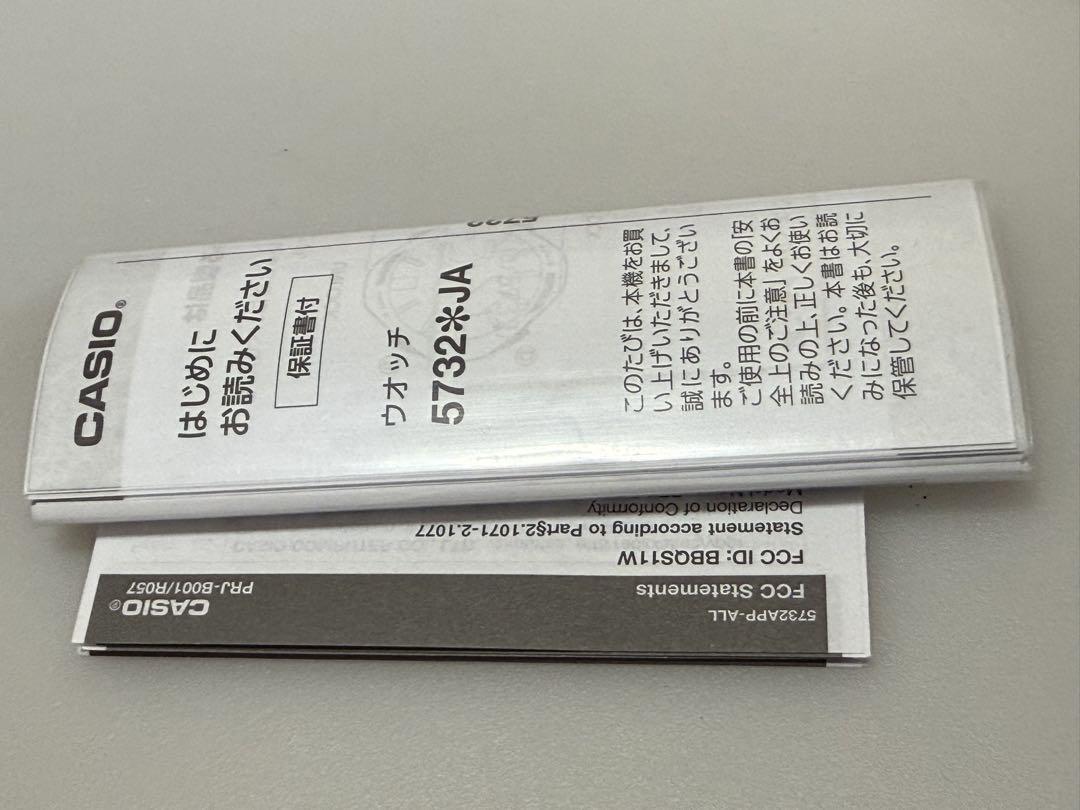 CASIO®
はじめに
お読みください
保証書付
ウオッチ
5732✻JA
このたびは、本機をお買
い上げいただきまして、
誠にありがとうござい
ます。
ご使用の前に本書の「安
全上のご注意」をよくお
読みの上、正しくお使い
ください。本書はお読
みになった後も、大切に
保管してください。
5732
5732APP-ALL
FCC Statements
CASIO®
PRJ-B001/R057
FCC ID: BBQS11W
Statement according to Part§2.1071-2.1077
Declaration of Conformity